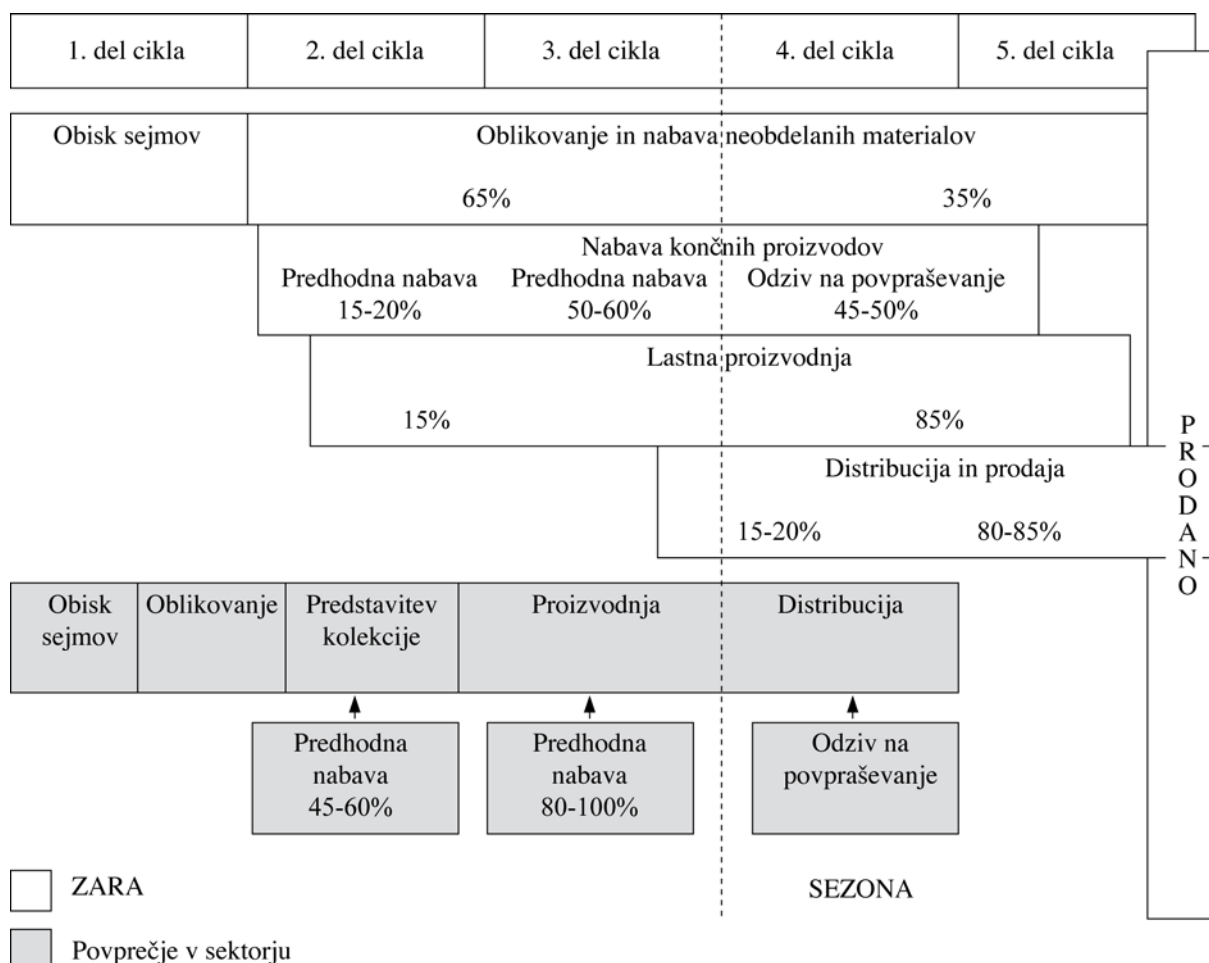 1. del cikla
2. del cikla
3. del cikla
4. del cikla
5. del cikla
Obisk sejmov
Oblikovanje in nabava neobdelanih materialov
65%
35%
Nabava končnih proizvodov
Predhodna nabava
Predhodna nabava
Odziv na povpraševanje
15-20%
50-60%
45-50%
Lastna proizvodnja
15%
85%
Distribucija in prodaja
15-20%
80-85%
PRODANO
Obisk
sejmov
Oblikovanje
Predstavitev
kolekcije
Proizvodnja
Distribucija
Predhodna
nabava
45-60%
Predhodna
nabava
80-100%
Odziv na
povpraševanje
ZARA
SEZONA
Povprečje v sektorju